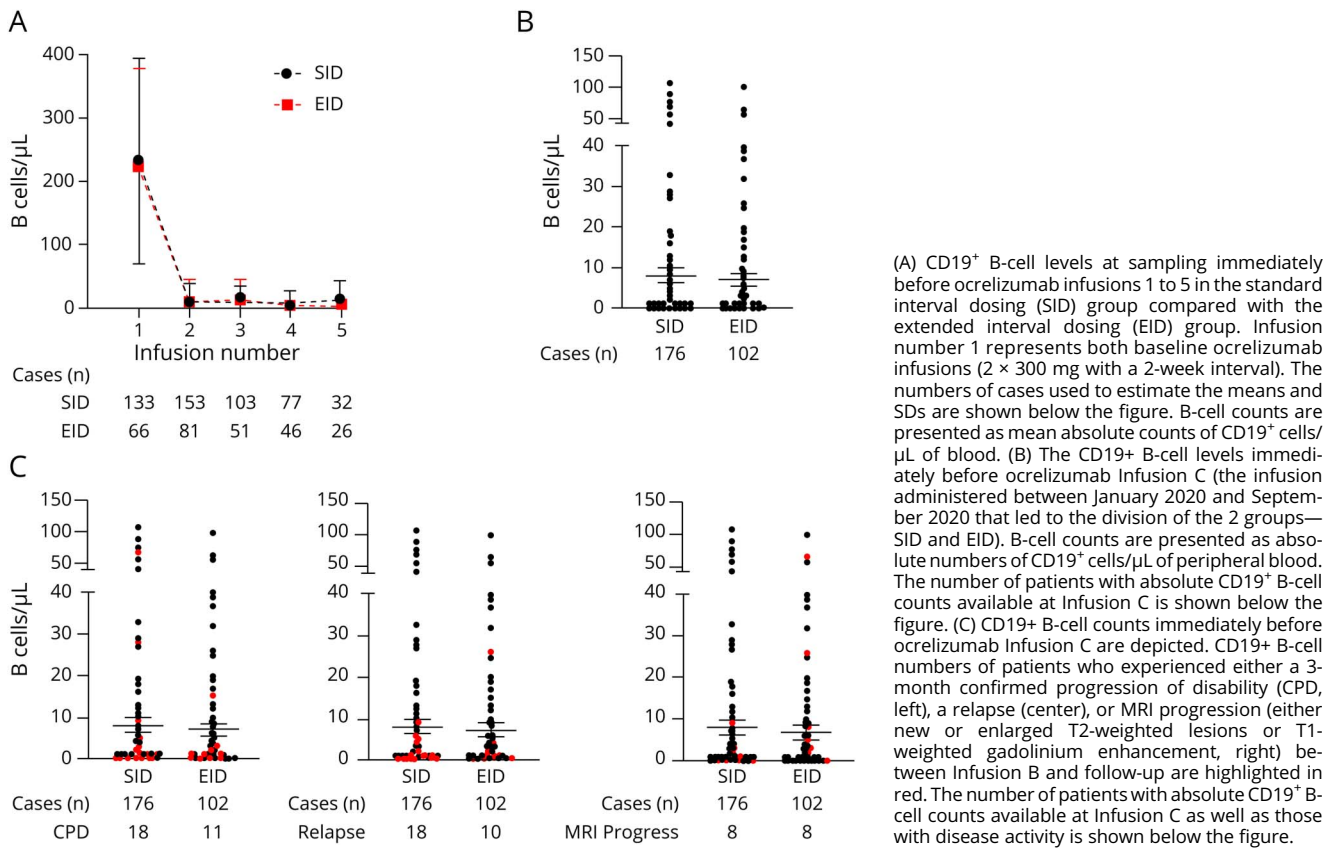 A
400
300
200
100
0
B cells/μL
SID
EID
1 2 3 4 5
Infusion number
Cases (n)
SID 133 153 103 77 32
EID 66 81 51 46 26
B
150
100
50
40
30
20
10
0
B cells/μL
SID EID
Cases (n) 176 102
C
150
100
50
40
30
20
10
0
B cells/μL
SID EID
Cases (n) 176 102
CPD 18 11
150
100
50
40
30
20
10
0
SID EID
Cases (n) 176 102
Relapse 18 10
150
100
50
40
30
20
10
0
SID EID
Cases (n) 176 102
MRI Progress 8 8
(A) CD19⁺ B-cell levels at sampling immediately
before ocrelizumab infusions 1 to 5 in the standard
interval dosing (SID) group compared with the
extended interval dosing (EID) group. Infusion
number 1 represents both baseline ocrelizumab
infusions (2 × 300 mg with a 2-week interval). The
numbers of cases used to estimate the means and
SDs are shown below the figure. B-cell counts are
presented as mean absolute counts of CD19⁺ cells/
μL of blood. (B) The CD19+ B-cell levels immedi-
ately before ocrelizumab Infusion C (the infusion
administered between January 2020 and Septem-
ber 2020 that led to the division of the 2 groups—
SID and EID). B-cell counts are presented as abso-
lute numbers of CD19⁺ cells/μL of peripheral blood.
The number of patients with absolute CD19⁺ B-cell
counts available at Infusion C is shown below the
figure. (C) CD19+ B-cell counts immediately before
ocrelizumab Infusion C are depicted. CD19+ B-cell
numbers of patients who experienced either a 3-
month confirmed progression of disability (CPD,
left), a relapse (center), or MRI progression (either
new or enlarged T2-weighted lesions or T1-
weighted gadolinium enhancement, right) be-
tween Infusion B and follow-up are highlighted in
red. The number of patients with absolute CD19⁺ B-
cell counts available at Infusion C as well as those
with disease activity is shown below the figure.